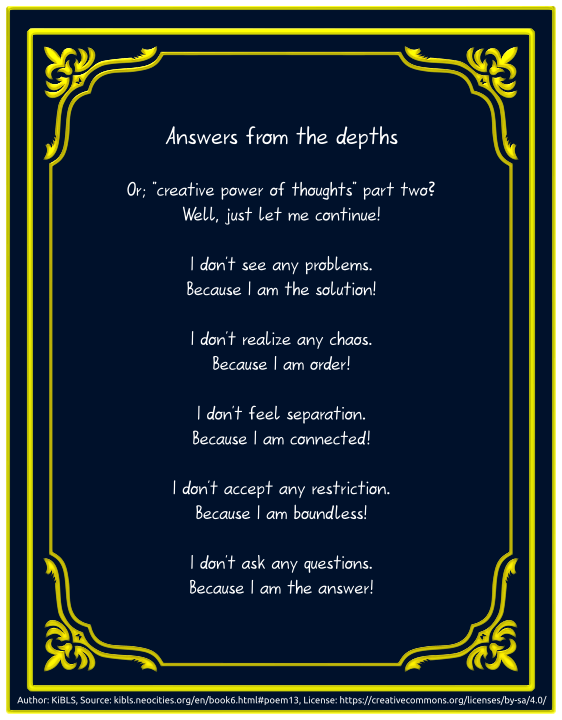 Answers from the depths
Or; "creative power of thoughts" part two?
Well, just let me continue!
I don't see any problems.
Because I am the solution!
I don't realize any chaos.
Because I am order!
I don't feel separation.
Because I am connected!
I don't accept any restriction.
Because I am boundless!
I don't ask any questions.
Because I am the answer!
Author: KiBLS, Source: kibls.neocities.org/en/book6.html#poem13, License: https://creativecommons.org/licenses/by-sa/4.0/